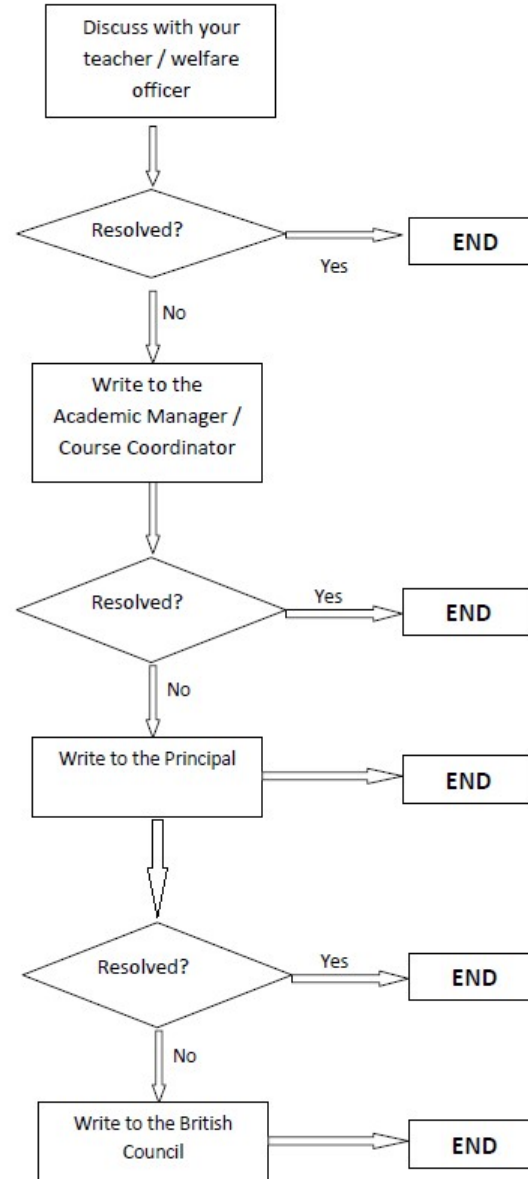 Discuss with your
teacher / welfare
officer
Resolved?
END
Yes
No
Write to the
Academic Manager /
Course Coordinator
Resolved?
Yes
END
No
Write to the Principal
END
Resolved?
Yes
END
No
Write to the British
Council
END